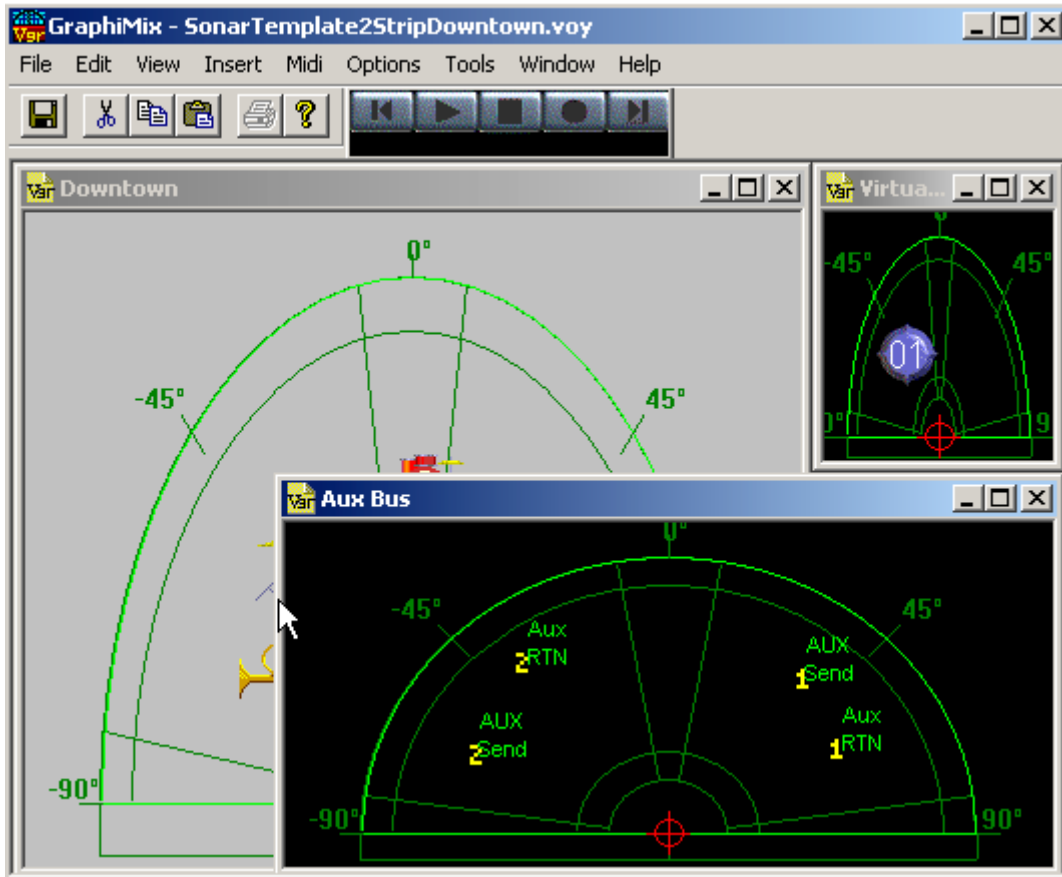 GraphiMix - SonarTemplate2StripDowntown.voy
File Edit View Insert Midi Options Tools Window Help
Downtown
Virtua...
0°
-45°
45°
-90°
-45°
45°
01
Aux Bus
0°
-45°
45°
Aux
2RTN
AUX
1Send
AUX
2Send
Aux
1RTN
-90°
90°